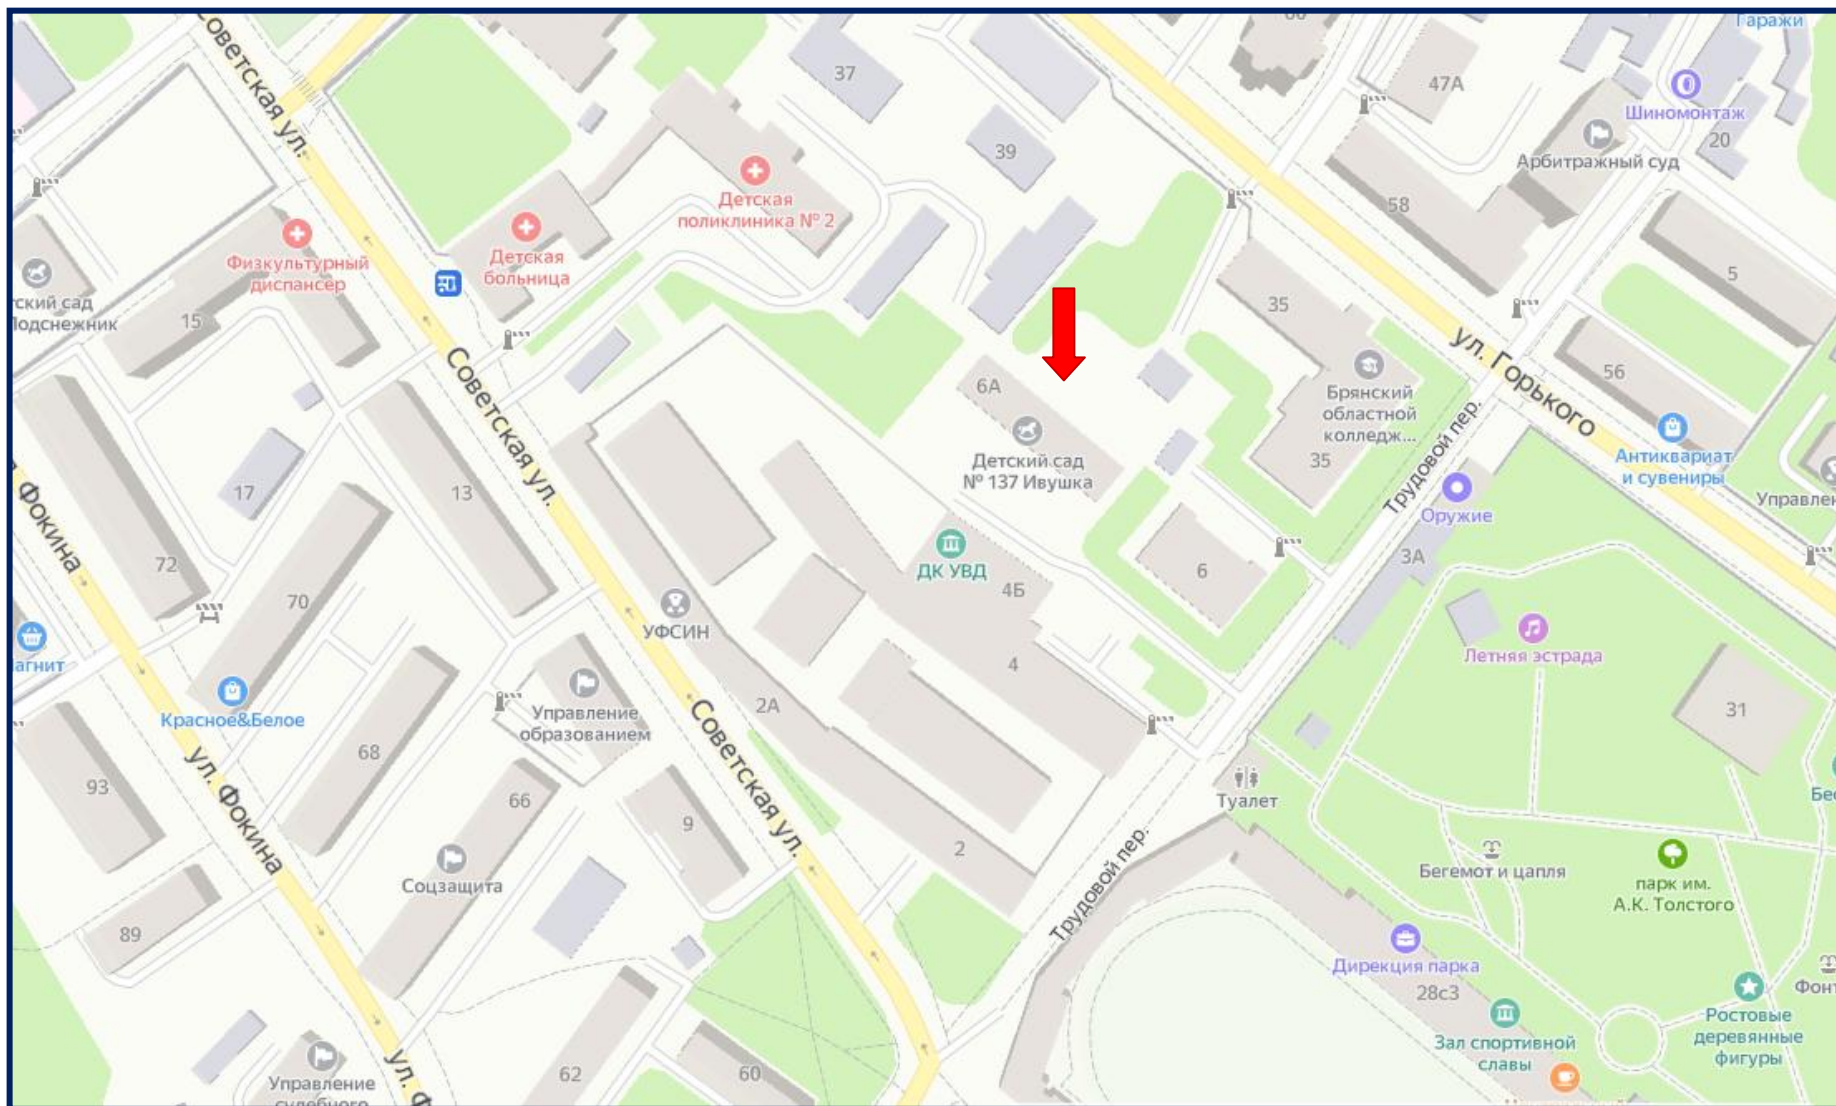 Гаражи
Советская ул.
37
47А
Шиномонтаж
20
Арбитражный суд
39
Детская
поликлиника № 2
58
Физкультурный
диспансер
Детская
больница
сад
Подснежник
15
5
35
ул. Горького
56
6А
Брянский
областной
колледж...
35
Трудовой пер.
Советская ул.
Детский сад
№ 137 Ивушка
Антиквариат
и сувениры
17
13
Оружие
Фокина
72
ДК УВД
4Б
6
3А
70
УФСИН
Летняя эстрада
4
31
Красное&Белое
Управление
образованием
2А
68
Советская ул.
93
ул. Фокина
66
9
2
Туалет
Соцзащита
Бегемот и цапля
парк им.
А.К. Толстого
89
Трудовой пер.
Дирекция парка
28с3
Ростовые
деревянные
фигуры
Зал спортивной
славы
Управление
62
60
ул.